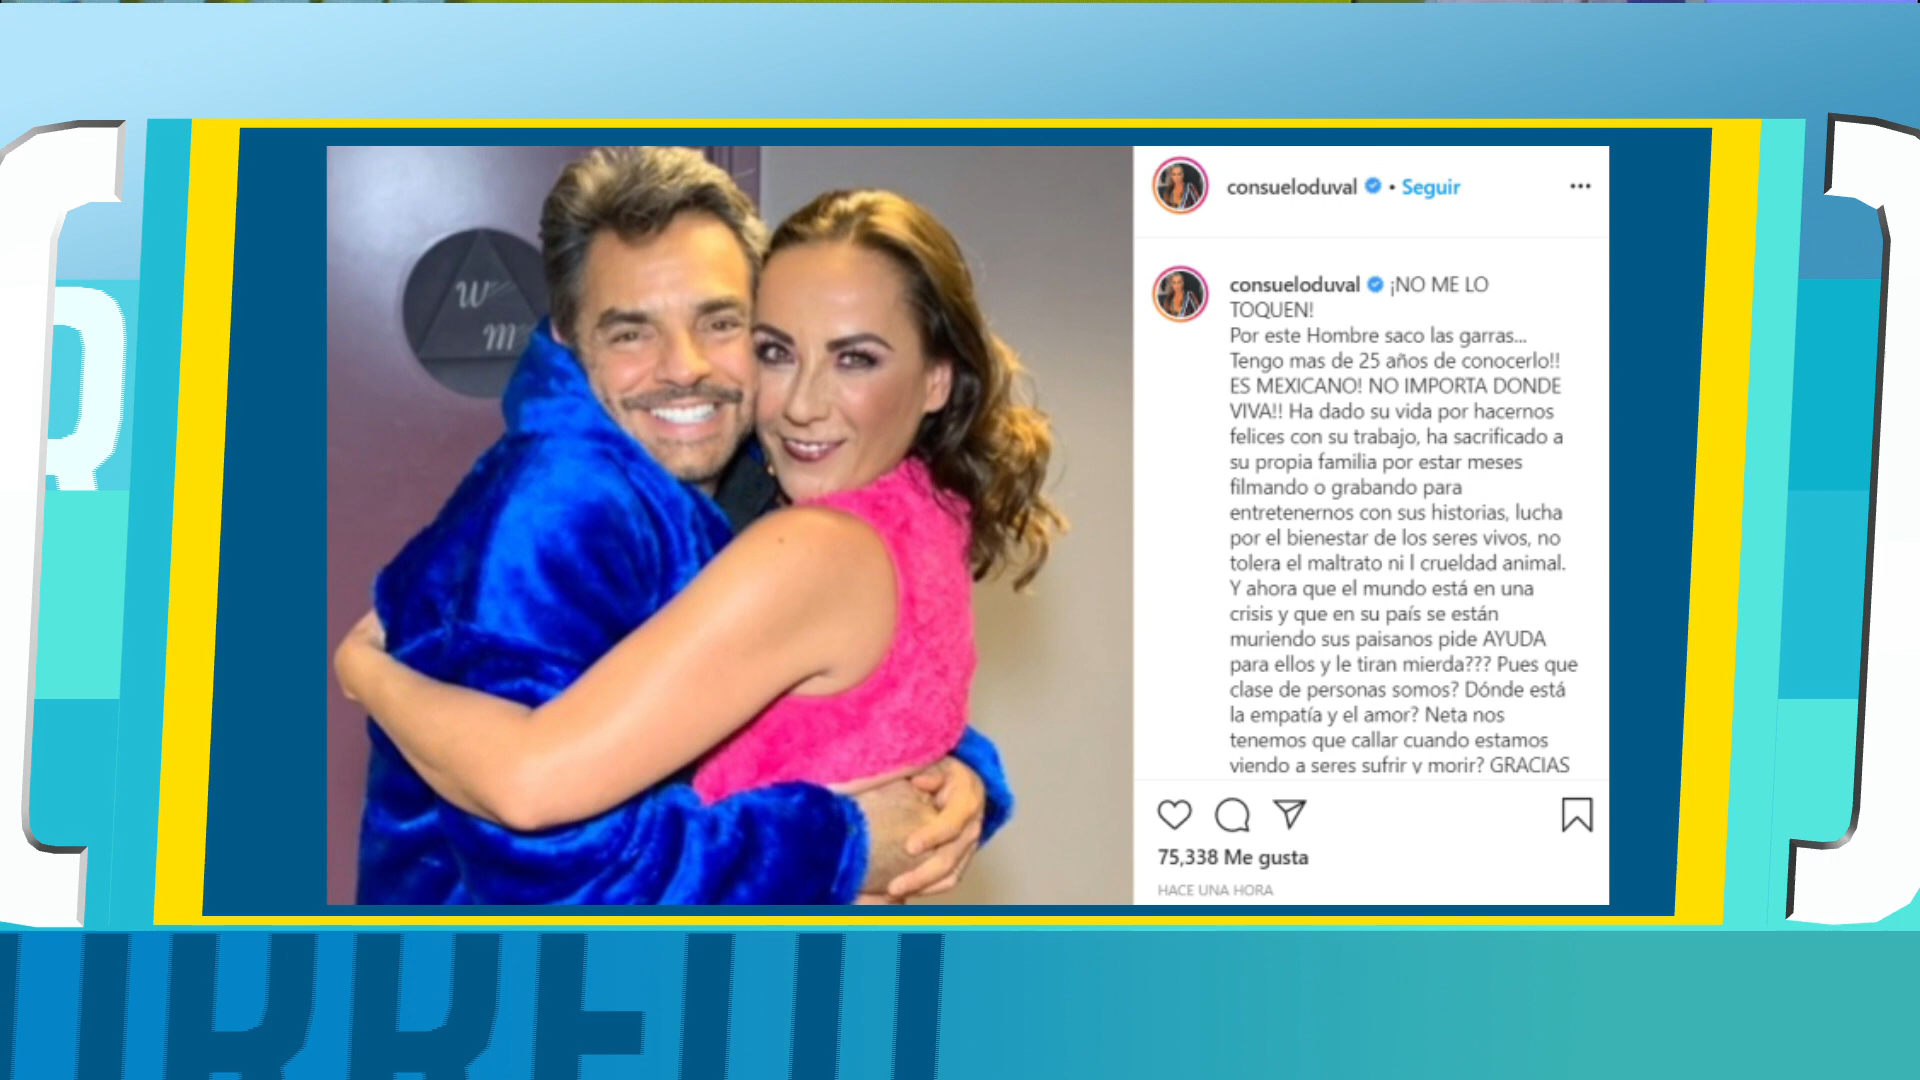 consueloduval • Seguir
consueloduval ¡NO ME LO
TOQUEN!
Por este Hombre saco las garras...
Tengo mas de 25 años de conocerlo!!
ES MEXICANO! NO IMPORTA DONDE
VIVA!! Ha dado su vida por hacernos
felices con su trabajo, ha sacrificado a
su propia familia por estar meses
filmando o grabando para
entretenernos con sus historias, lucha
por el bienestar de los seres vivos, no
tolera el maltrato ni l crueldad animal.
Y ahora que el mundo está en una
crisis y que en su país se están
muriendo sus paisanos pide AYUDA
para ellos y le tiran mierda??? Pues que
clase de personas somos? Dónde está
la empatía y el amor? Neta nos
tenemos que callar cuando estamos
viendo a seres sufrir y morir? GRACIAS
75,338 Me gusta
HACE UNA HORA